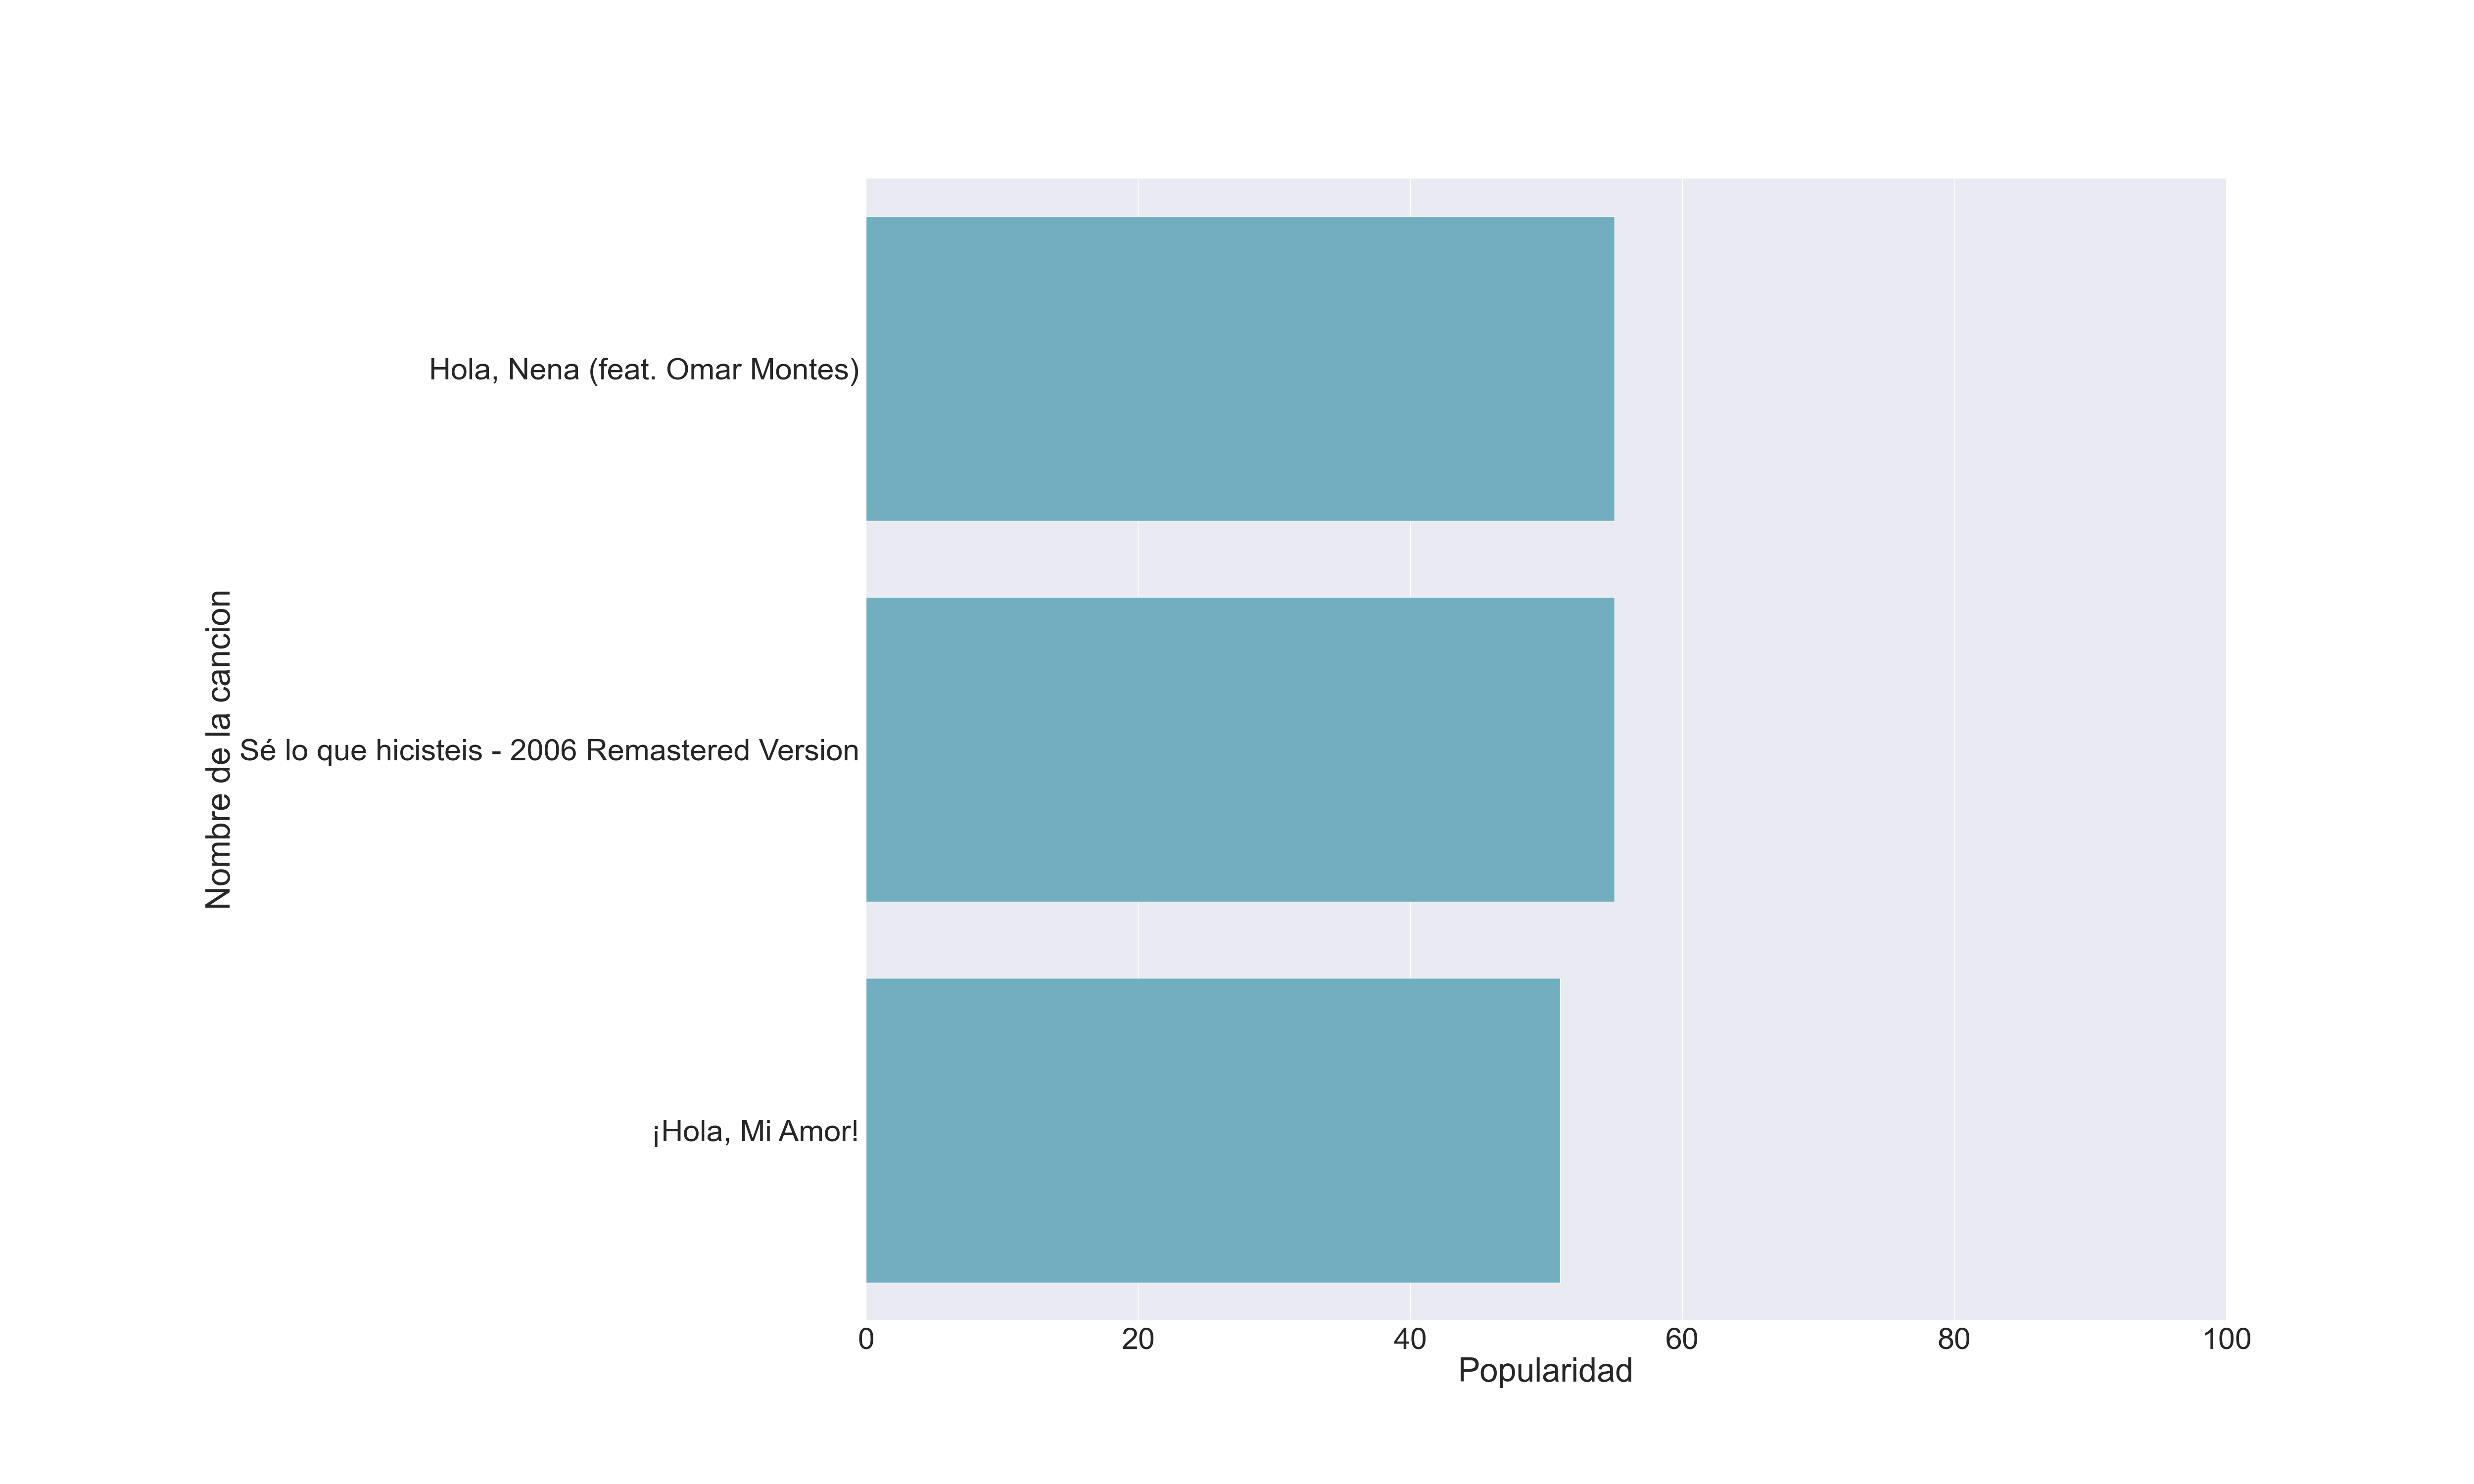 Nombre de la cancion
Hola, Nena (feat. Omar Montes)
Sé lo que hicisteis - 2006 Remastered Version
¡Hola, Mi Amor!
0 20 40 60 80 100
Popularidad